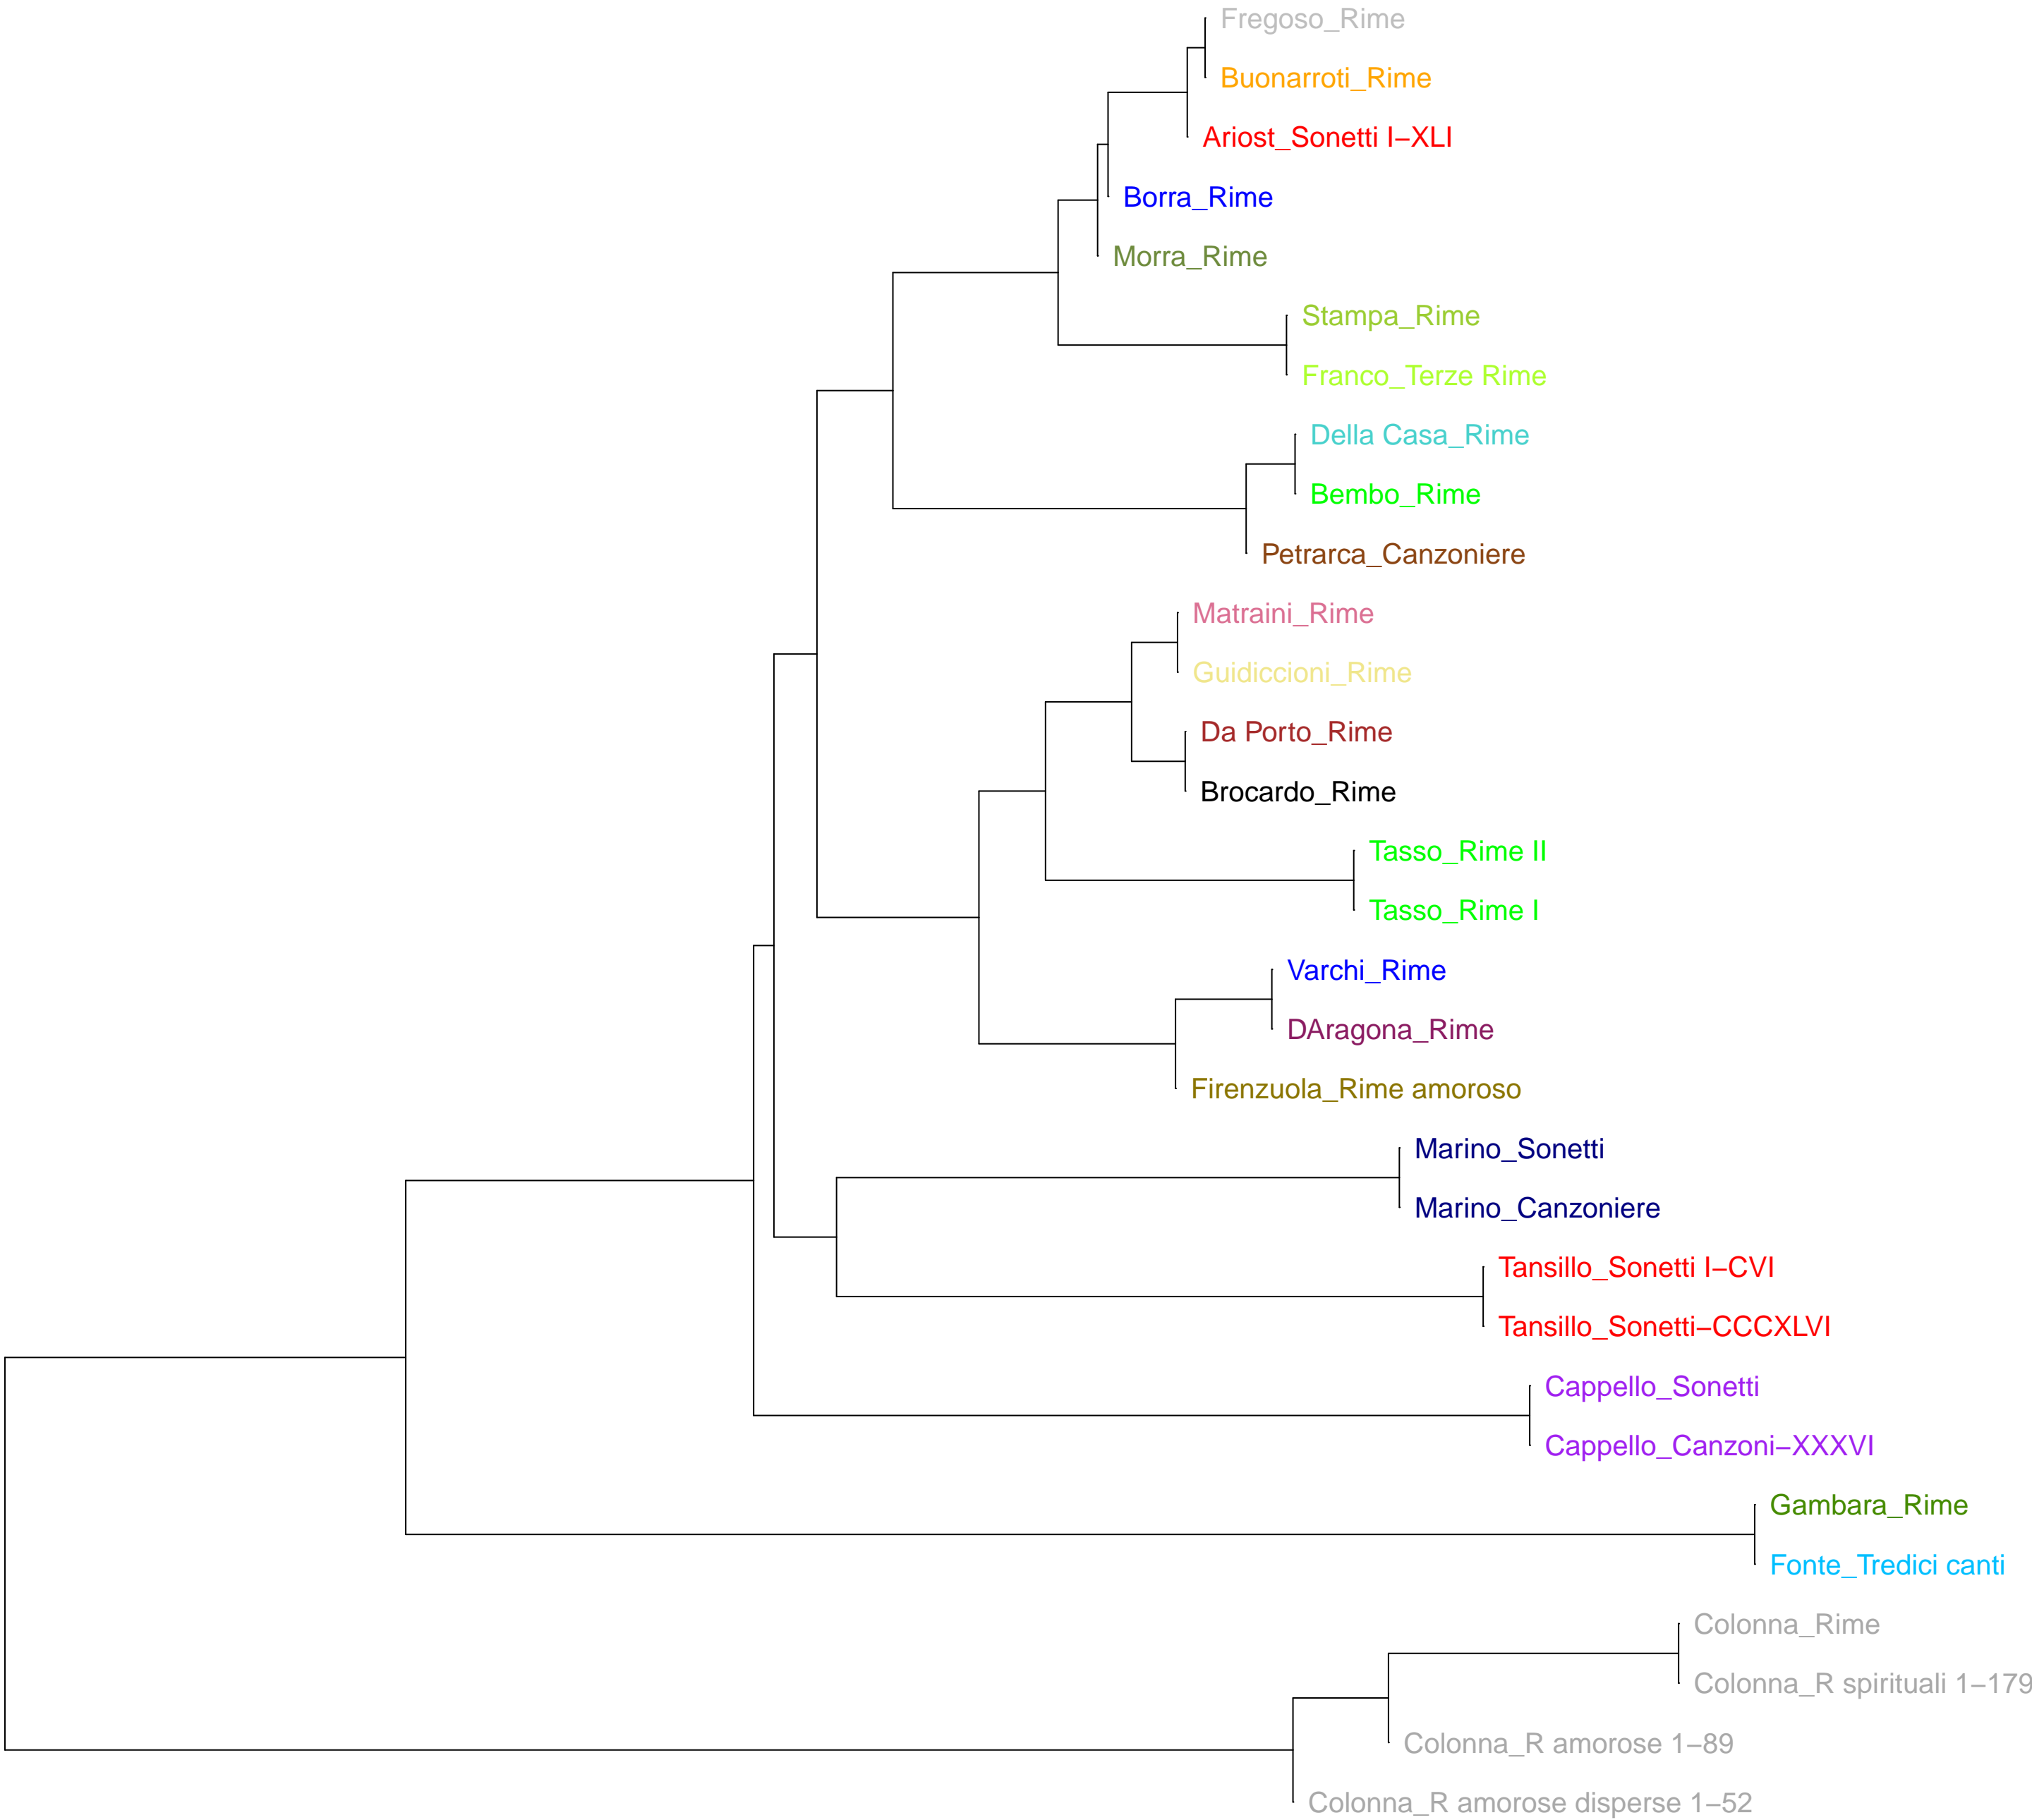 Fregoso_Rime
Buonarroti_Rime
Ariost_Sonetti I−XLI
Borra_Rime
Morra_Rime
Stampa_Rime
Franco_Terze Rime
Della Casa_Rime
Bembo_Rime
Petrarca_Canzoniere
Matraini_Rime
Guidiccioni_Rime
Da Porto_Rime
Brocardo_Rime
Tasso_Rime II
Tasso_Rime I
Varchi_Rime
DAragona_Rime
Firenzuola_Rime amoroso
Marino_Sonetti
Marino_Canzoniere
Tansillo_Sonetti I−CVI
Tansillo_Sonetti−CCCXLVI
Cappello_Sonetti
Cappello_Canzoni−XXXVI
Gambara_Rime
Fonte_Tredici canti
Colonna_Rime
Colonna_R spirituali 1−179
Colonna_R amorose 1−89
Colonna_R amorose disperse 1−52